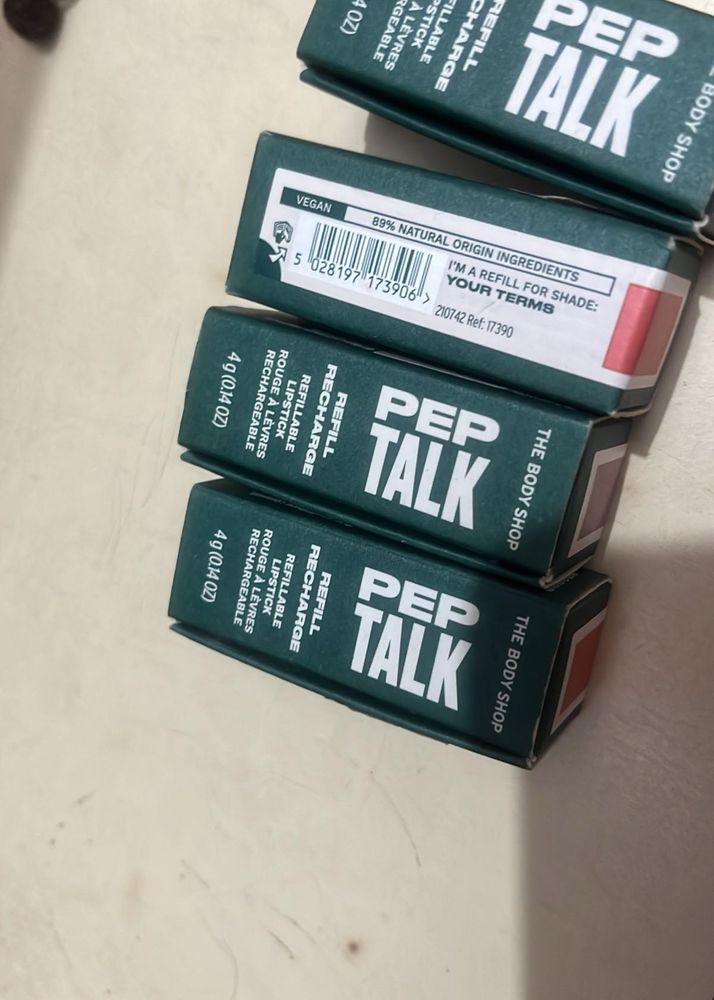 PEP
TALK
THE BODY SHOP
REFILL
RECHARGE
REFILLABLE
LIPSTICK
ROUGE À LÈVRES
RECHARGEABLE
VEGAN
89% NATURAL ORIGIN INGREDIENTS
I'M A REFILL FOR SHADE:
YOUR TERMS
210742 Ref: 17390
5 028197 173906 >
THE BODY SHOP
PEP
TALK
REFILL
RECHARGE
REFILLABLE
LIPSTICK
ROUGE À LÈVRES
RECHARGEABLE
4 g (0.14 OZ)
THE BODY SHOP
PEP
TALK
REFILL
RECHARGE
REFILLABLE
LIPSTICK
ROUGE À LÈVRES
RECHARGEABLE
4 g (0.14 OZ)